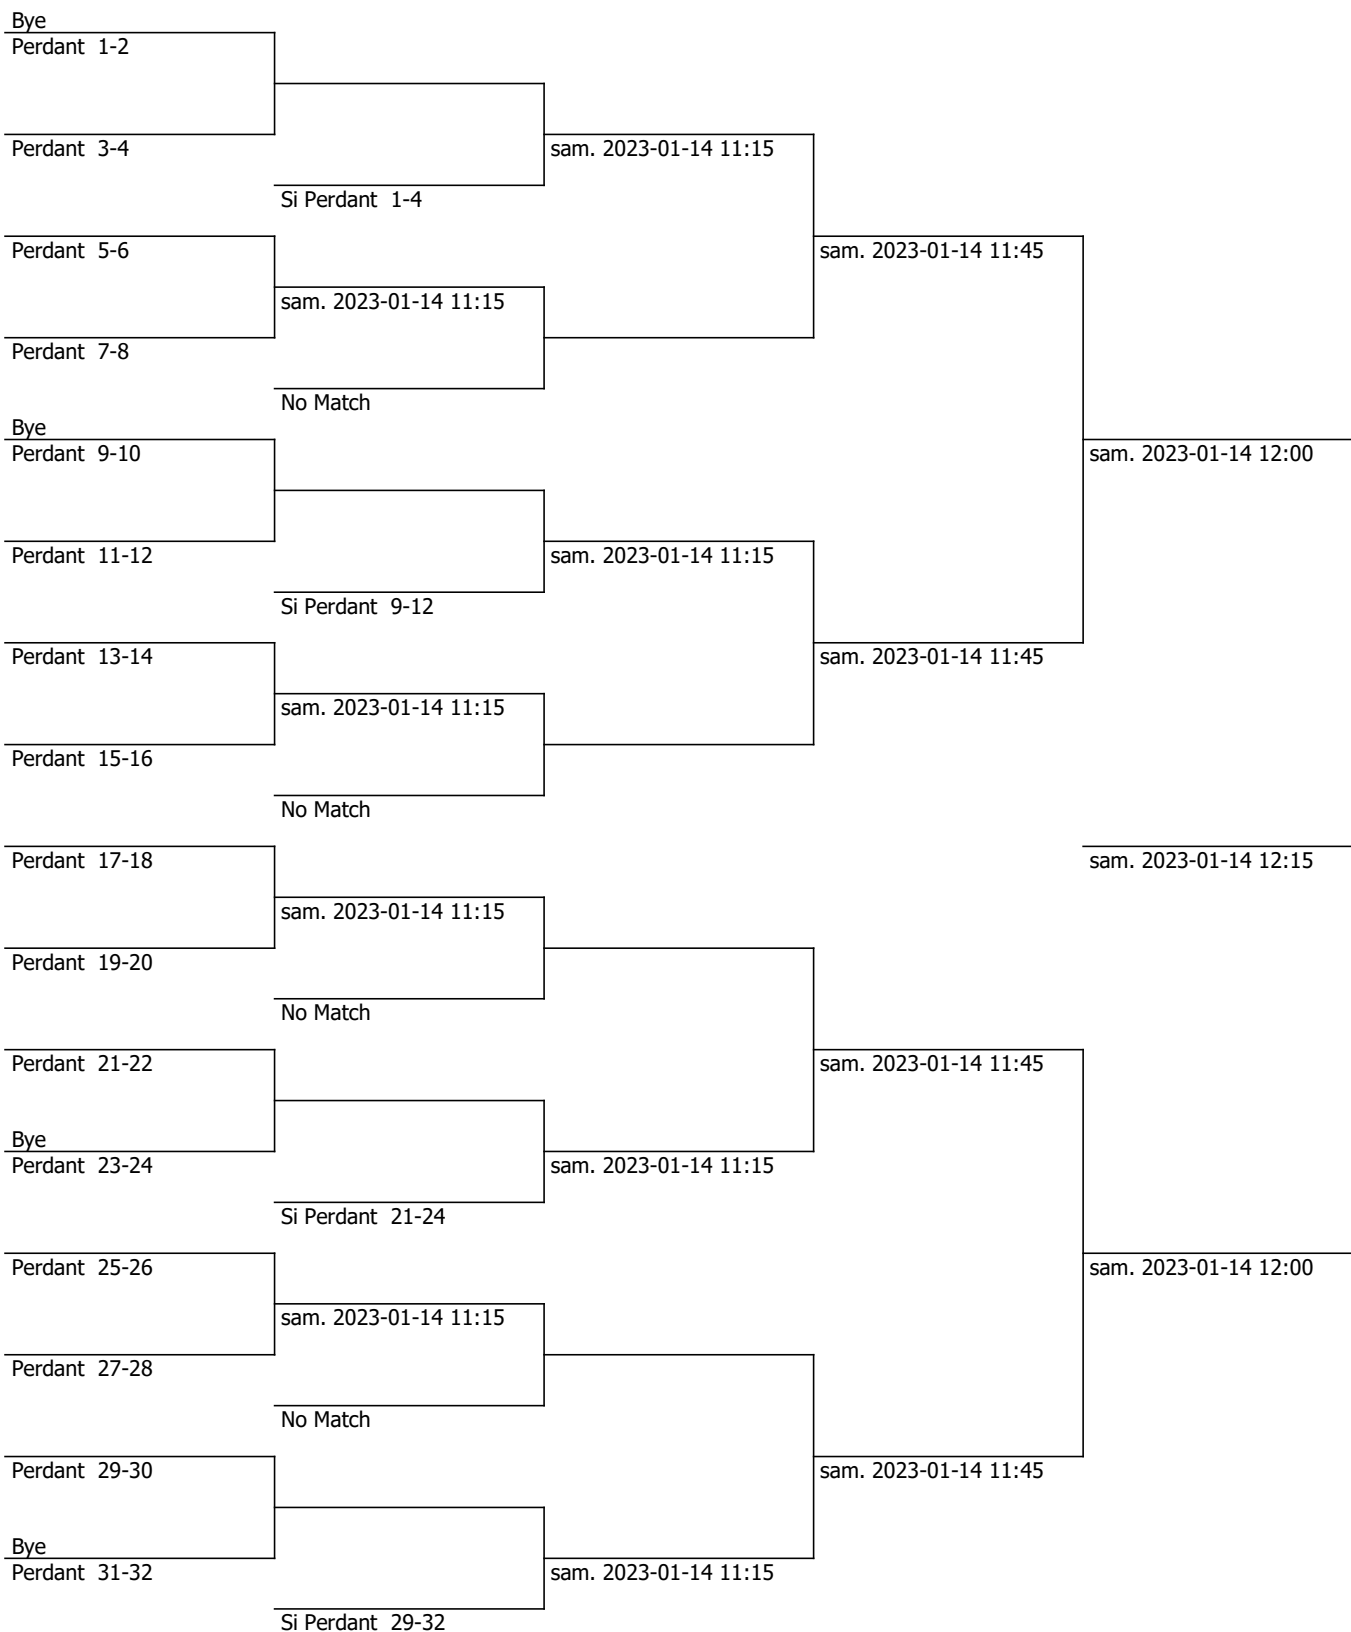 Bye
Perdant 1-2
Perdant 3-4
sam. 2023-01-14 11:15
Si Perdant 1-4
Perdant 5-6
sam. 2023-01-14 11:45
sam. 2023-01-14 11:15
Perdant 7-8
No Match
Bye
Perdant 9-10
sam. 2023-01-14 12:00
Perdant 11-12
sam. 2023-01-14 11:15
Si Perdant 9-12
Perdant 13-14
sam. 2023-01-14 11:45
sam. 2023-01-14 11:15
Perdant 15-16
No Match
Perdant 17-18
sam. 2023-01-14 12:15
sam. 2023-01-14 11:15
Perdant 19-20
No Match
Perdant 21-22
sam. 2023-01-14 11:45
Bye
Perdant 23-24
sam. 2023-01-14 11:15
Si Perdant 21-24
Perdant 25-26
sam. 2023-01-14 12:00
sam. 2023-01-14 11:15
Perdant 27-28
No Match
Perdant 29-30
sam. 2023-01-14 11:45
Bye
Perdant 31-32
sam. 2023-01-14 11:15
Si Perdant 29-32